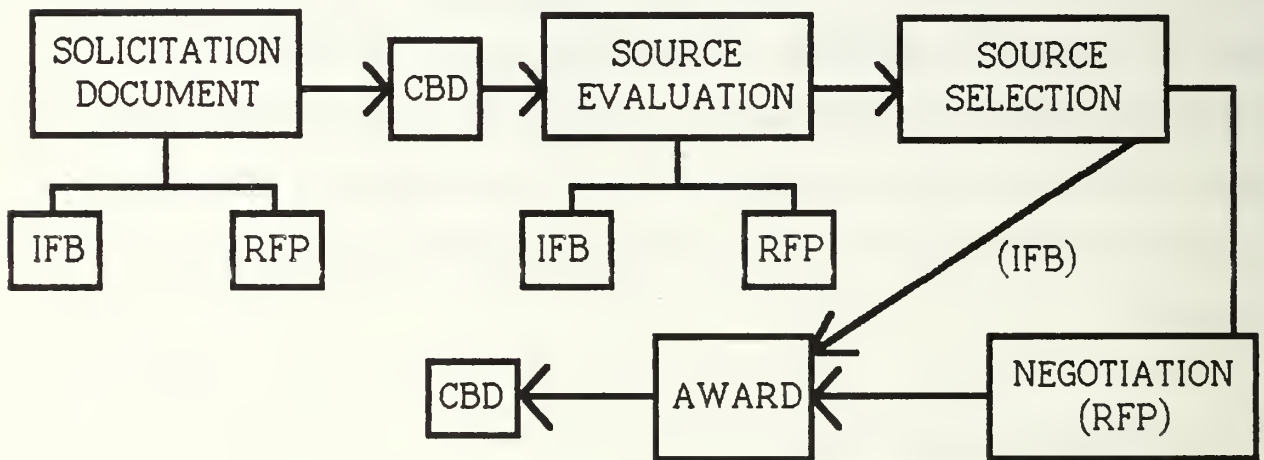 SOLICITATION
DOCUMENT
CBD
SOURCE
EVALUATION
SOURCE
SELECTION
IFB
RFP
IFB
RFP
(IFB)
CBD
AWARD
NEGOTIATION
(RFP)